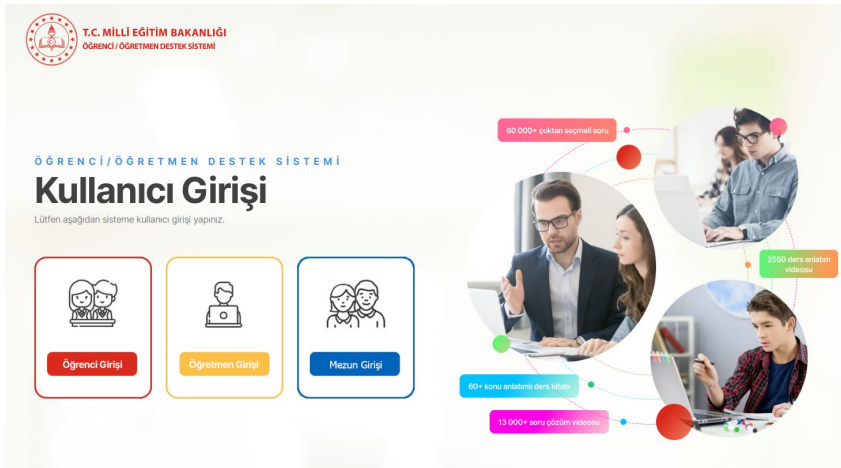 T.C. MİLLÎ EĞİTİM BAKANLIĞI
ÖĞRENCİ / ÖĞRETMEN DESTEK SİSTEMİ
ÖĞRENCİ/ÖĞRETMEN DESTEK SİSTEMİ
Kullanıcı Girişi
Lütfen aşağıdan sisteme kullanıcı girişi yapınız.
Öğrenci Girişi
Öğretmen Girişi
Mezun Girişi
60 000+ çoktan seçmeli soru
2550 ders anlatım
videosu
60+ konu anlatımlı ders kitabı
13 000+ soru çözüm videosu